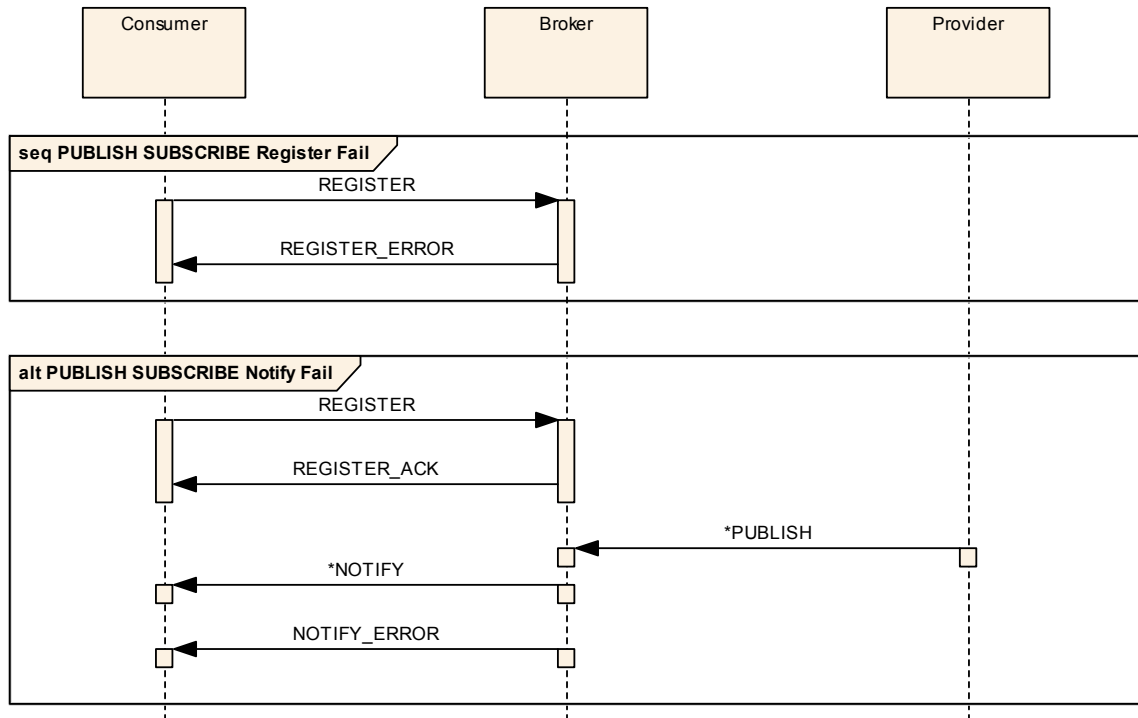 Consumer
Broker
Provider
seq PUBLISH SUBSCRIBE Register Fail
REGISTER
REGISTER_ERROR
alt PUBLISH SUBSCRIBE Notify Fail
REGISTER
REGISTER_ACK
*PUBLISH
*NOTIFY
NOTIFY_ERROR